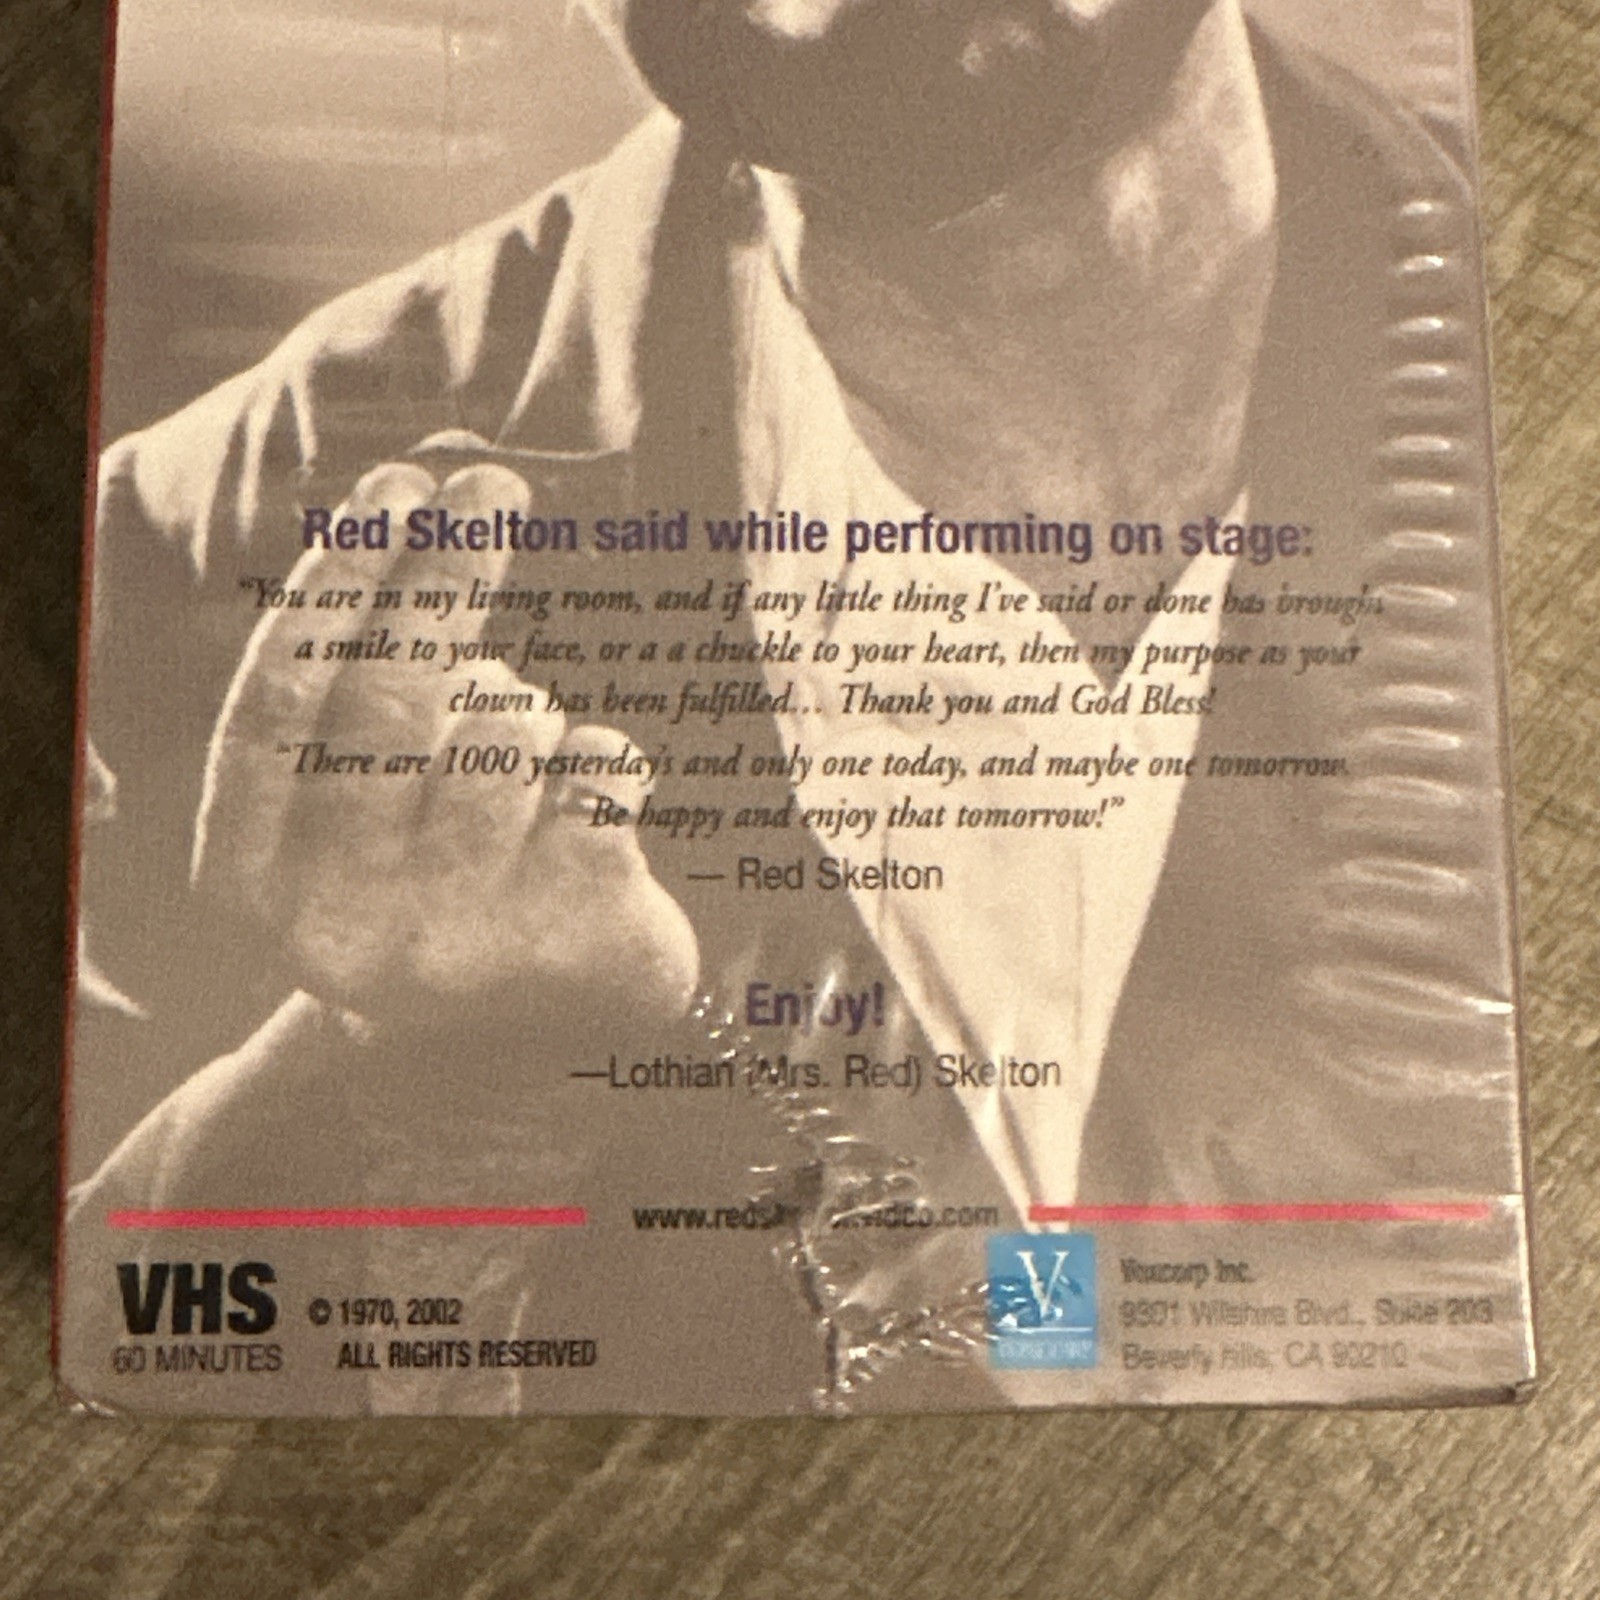 Red Skelton said while performing on stage:
"You are in my living room, and if any little thing I've said or done has brought
a smile to your face, or a a chuckle to your heart, then my purpose as your
clown has been fulfilled... Thank you and God Bless!
"There are 1000 yesterday's and only one today, and maybe one tomorrow.
Be happy and enjoy that tomorrow!"
— Red Skelton
Enjoy!
—Lothian (Mrs. Red) Skelton
VHS
60 MINUTES
© 1970, 2002
ALL RIGHTS RESERVED
V
Voxcorp Inc.
Wilshire Blvd., Suite 203
Beverly Hills, CA 90210